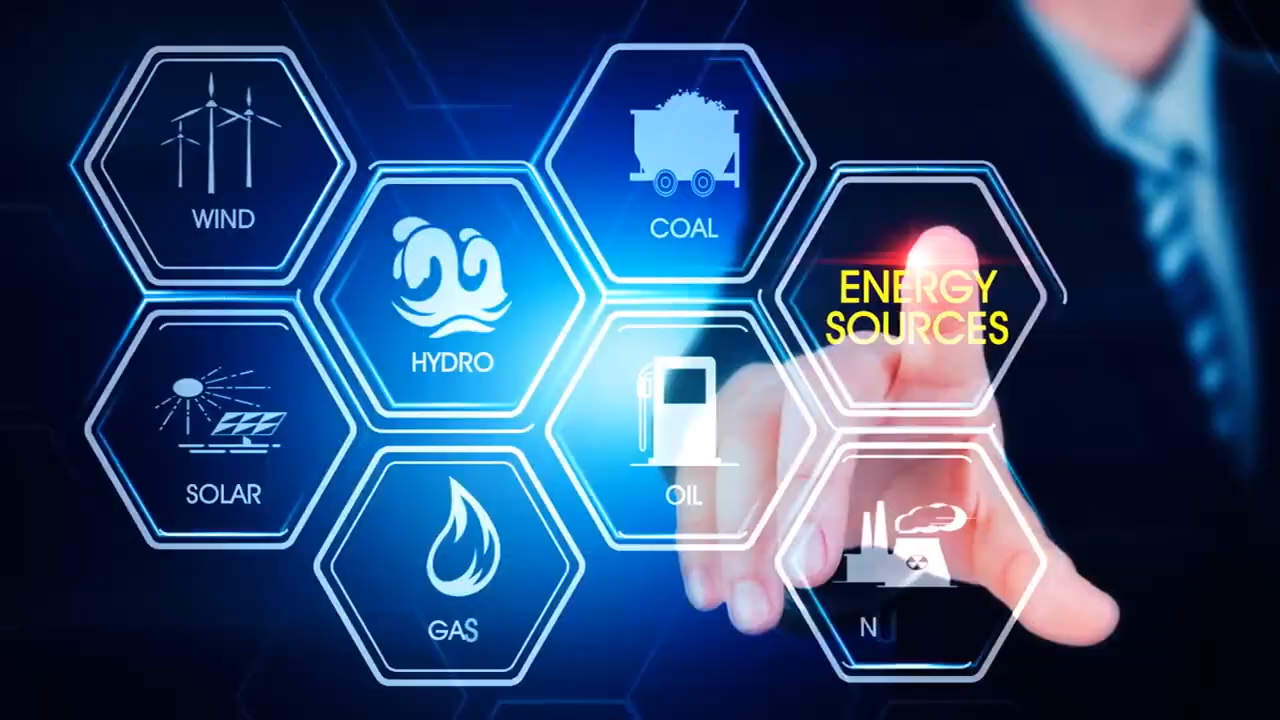 WIND
COAL
HYDRO
ENERGY
SOURCES
SOLAR
OIL
GAS
N